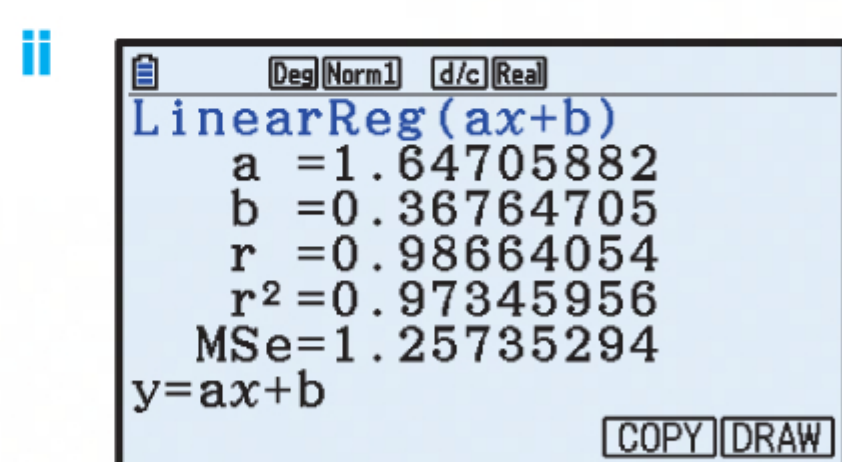 ii
Deg Norm1 d/c Real
LinearReg(ax+b)
a =1.64705882
b =0.36764705
r =0.98664054
r²=0.97345956
MSe=1.25735294
y=ax+b
COPY DRAW